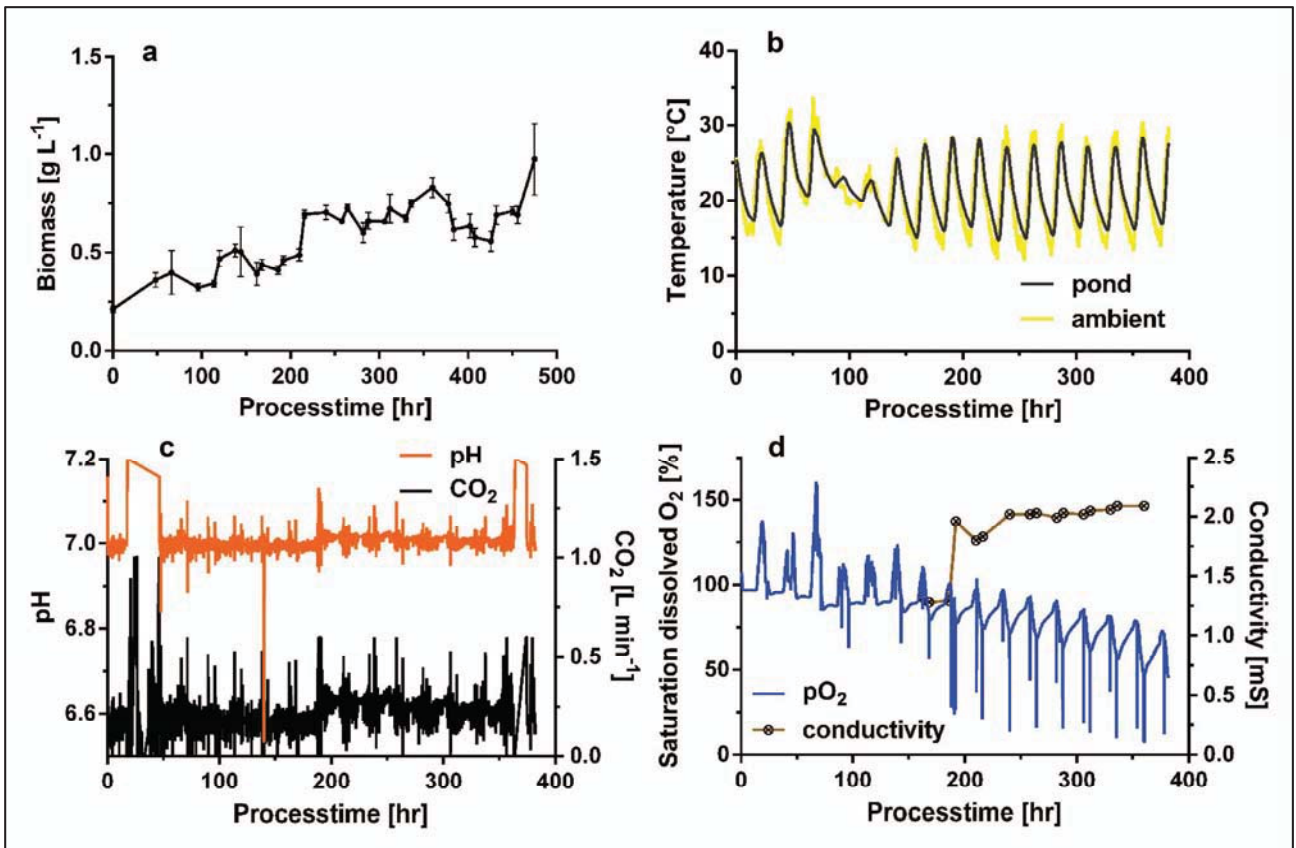 a
1.5
1.0
0.5
0.0
Biomass [g L-1]
0 100 200 300 400 500
Processtime [hr]
b
40
30
20
10
0
Temperature [°C]
pond
ambient
0 100 200 300 400
Processtime [hr]
c
7.2
7.0
6.8
6.6
pH
pH
CO2
1.5
1.0
0.5
0.0
CO2 [L min-1]
0 100 200 300 400
Processtime [hr]
d
150
100
50
0
Saturation dissolved O2 [%]
pO2
conductivity
2.5
2.0
1.5
1.0
0.5
0.0
Conductivity [mS]
0 100 200 300 400
Processtime [hr]